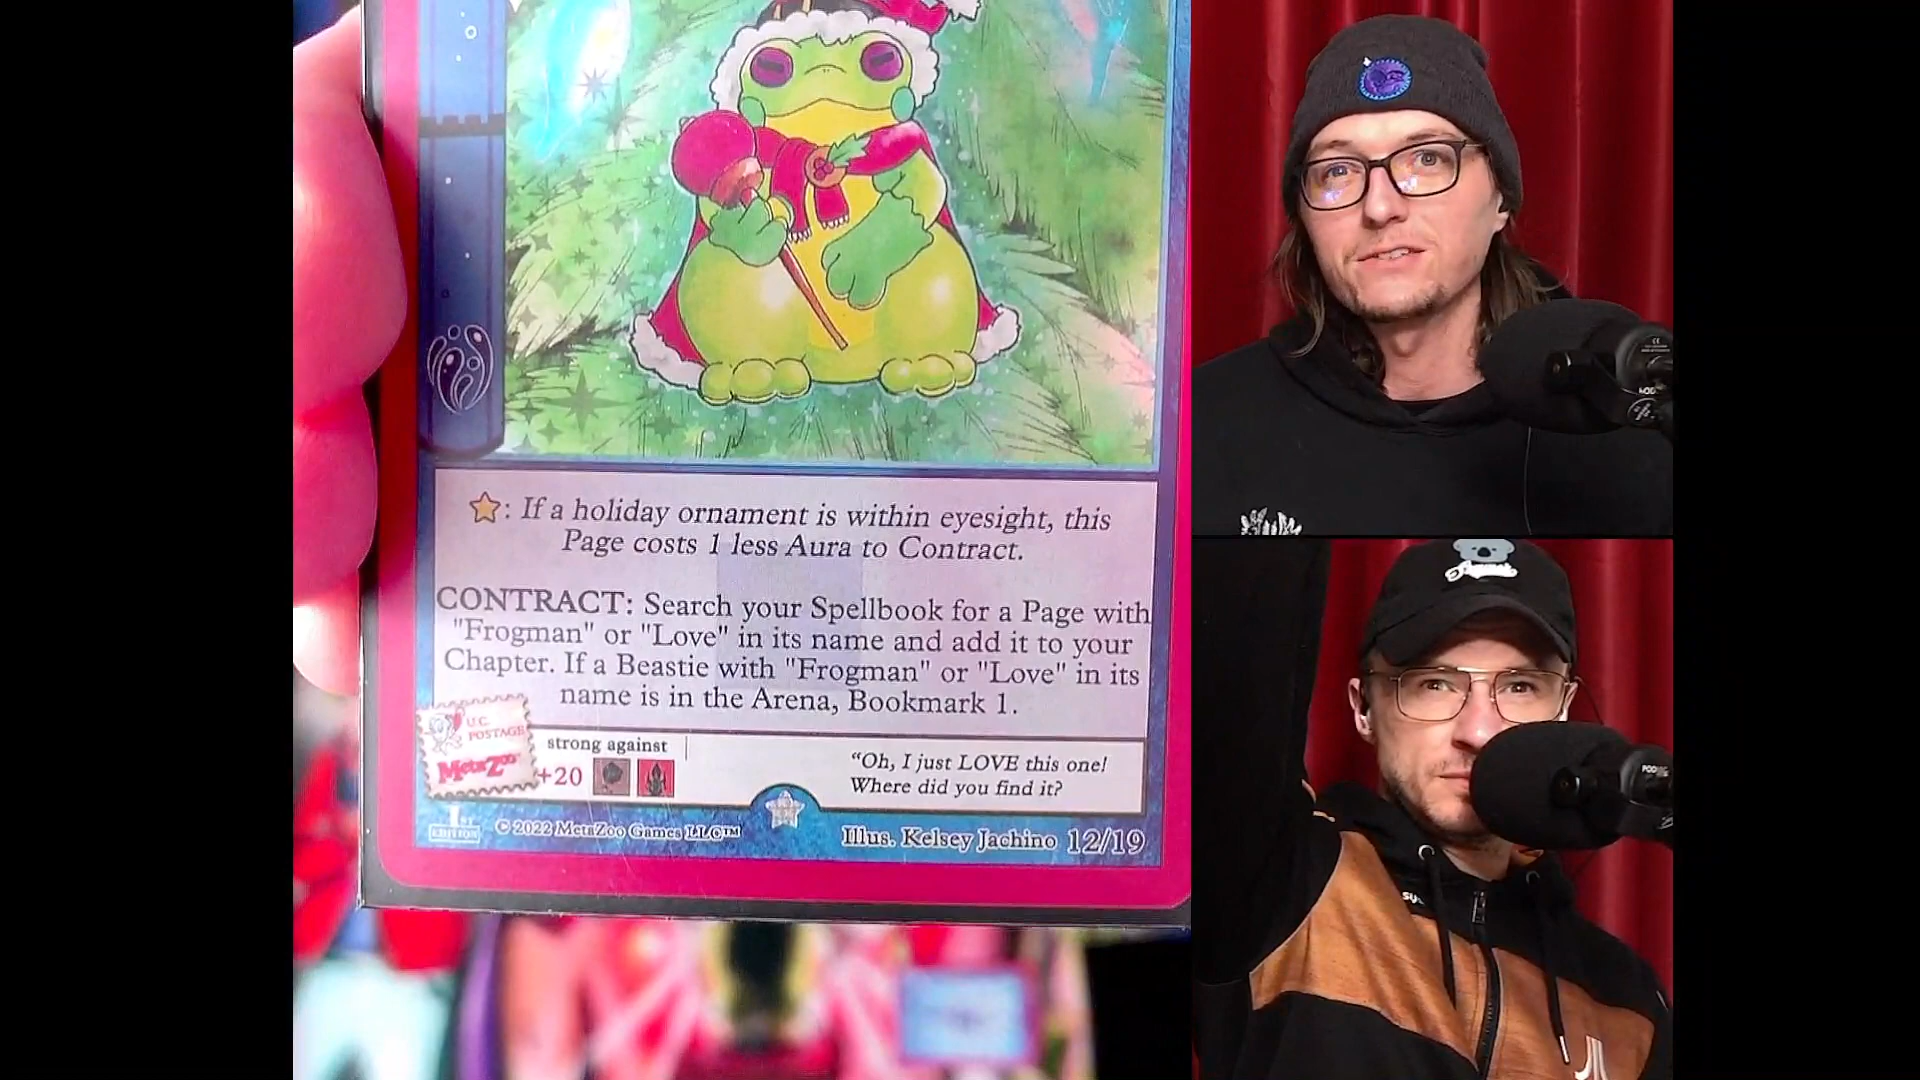 : If a holiday ornament is within eyesight, this
Page costs 1 less Aura to Contract.
CONTRACT: Search your Spellbook for a Page with
"Frogman" or "Love" in its name and add it to your
Chapter. If a Beastie with "Frogman" or "Love" in its
name is in the Arena, Bookmark 1.
U.C.
POSTAGE
MetaZoo
strong against
+20
“Oh, I just LOVE this one!
Where did you find it?
1ST
EDITION
© 2022 MetaZoo Games LLC™
Illus. Kelsey Jachino 12/19